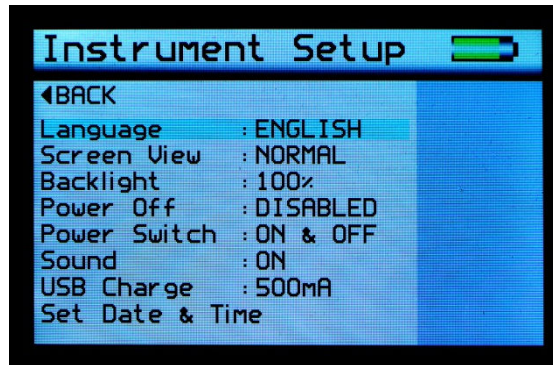 Instrument Setup
◀BACK
Language : ENGLISH
Screen View : NORMAL
Backlight : 100%
Power Off : DISABLED
Power Switch : ON & OFF
Sound : ON
USB Charge : 500mA
Set Date & Time